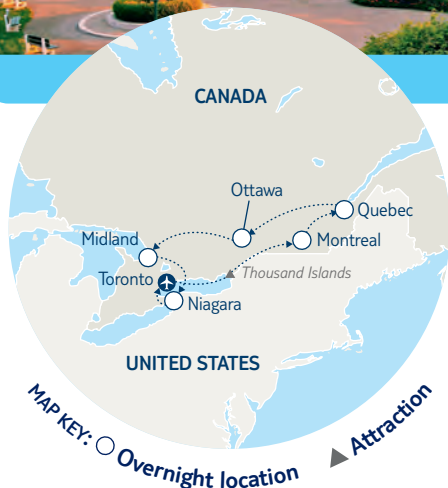 CANADA
Ottawa
Quebec
Midland
Montreal
Toronto
Thousand Islands
Niagara
UNITED STATES
MAP KEY: Overnight location Attraction